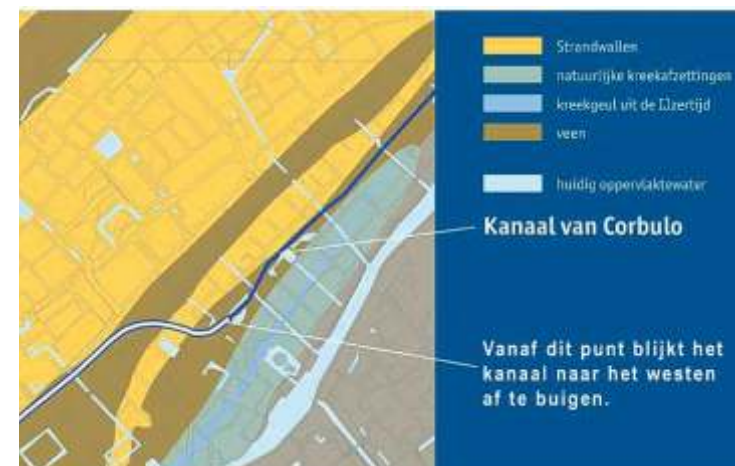 Strandwallen
natuurlijke kreekafzettingen
kreekgeul uit de IJzertijd
veen
huidig oppervlaktewater
Kanaal van Corbulo
Vanaf dit punt blijkt het
kanaal naar het westen
af te buigen.